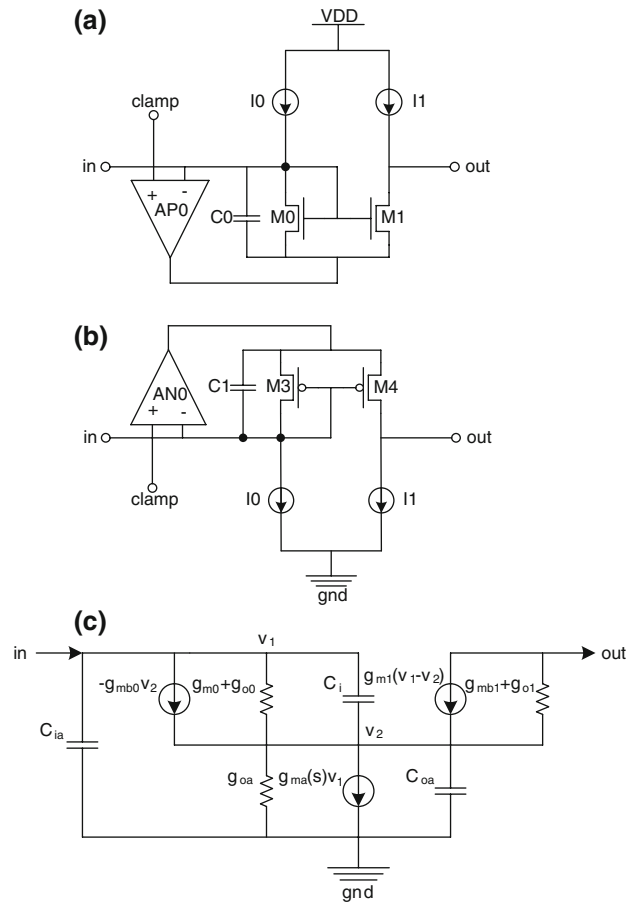 (a)
VDD
I0
I1
clamp
in
out
+ -
AP0
C0
M0
M1
(b)
AN0
+ -
C1
M3
M4
in
out
clamp
I0
I1
gnd
(c)
in
v1
out
-gmb0v2
gm0+go0
Ci
gm1(v1-v2)
gmb1+go1
Cia
v2
goa
gma(s)v1
Coa
gnd